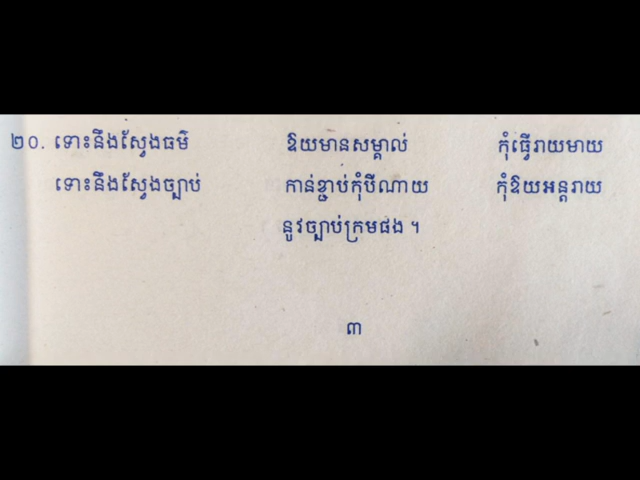 ២០. ទោះនឹងស្វែងធម៌ ឱយមានសម្គាល់ កុំធ្វើរាយមាយ
ទោះនឹងស្វែងច្បាប់ កាន់ខ្ជាប់កុំបីណាយ កុំឱយអន្តរាយ
នូវច្បាប់ក្រមផង ។
៣